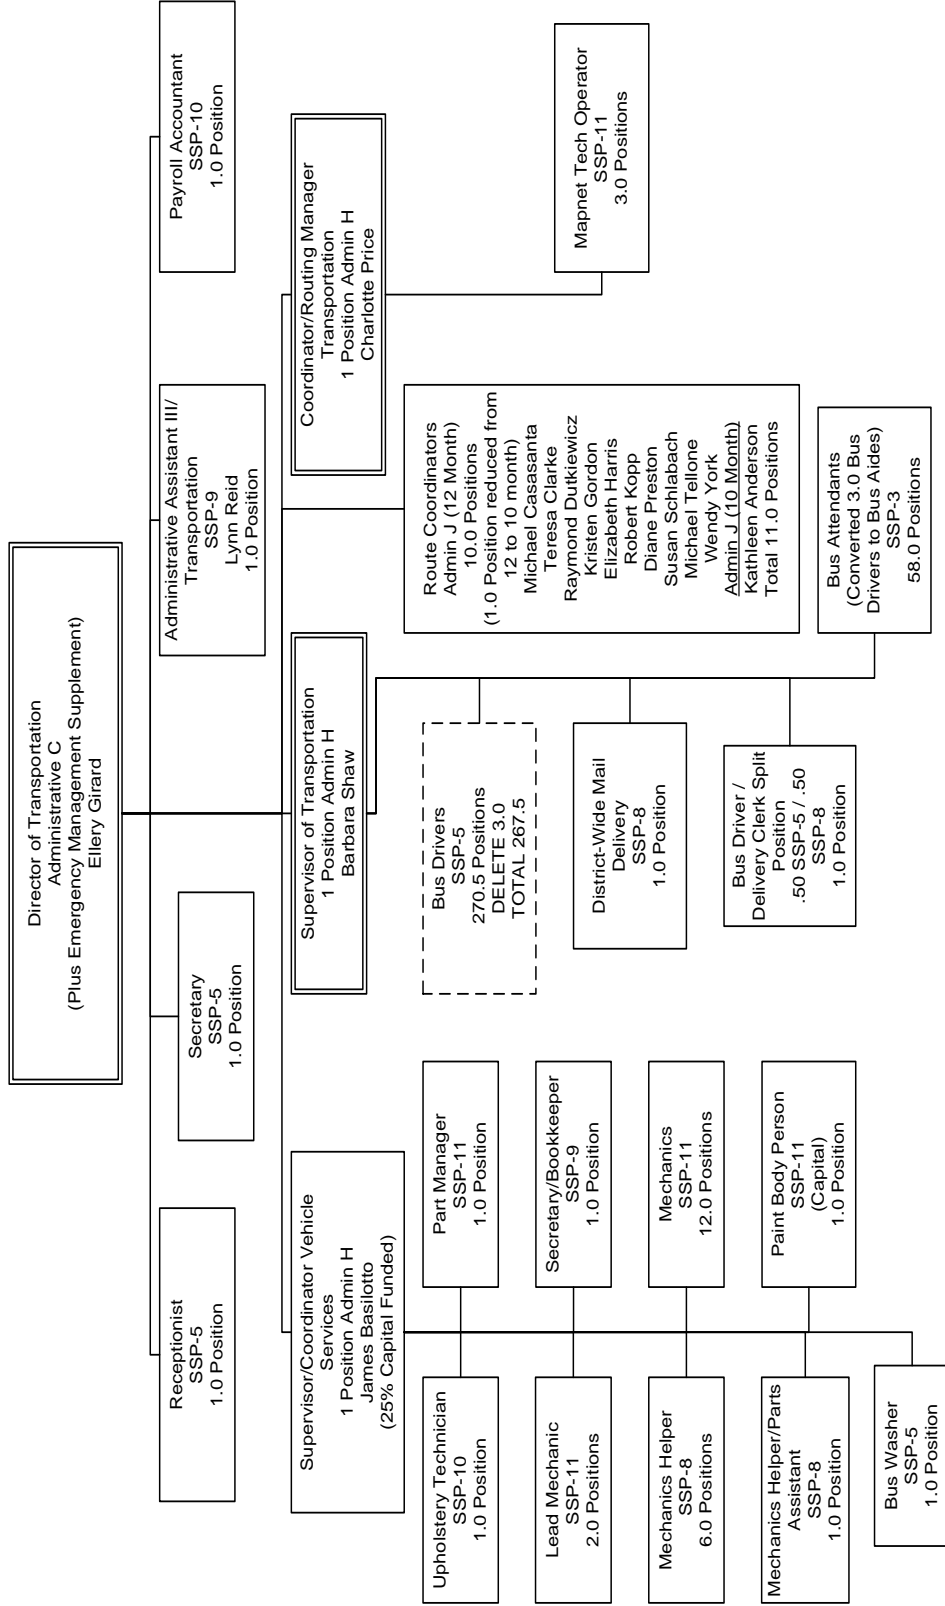 Director of Transportation
Administrative C
(Plus Emergency Management Supplement)
Ellery Girard
Receptionist
SSP-5
1.0 Position
Secretary
SSP-5
1.0 Position
Administrative Assistant III/
Transportation
SSP-9
Lynn Reid
1.0 Position
Payroll Accountant
SSP-10
1.0 Position
Supervisor/Coordinator Vehicle
Services
1 Position Admin H
James Basilotto
(25% Capital Funded)
Supervisor of Transportation
1 Position Admin H
Barbara Shaw
Coordinator/Routing Manager
Transportation
1 Position Admin H
Charlotte Price
Upholstery Technician
SSP-10
1.0 Position
Part Manager
SSP-11
1.0 Position
Lead Mechanic
SSP-11
2.0 Positions
Secretary/Bookkeeper
SSP-9
1.0 Position
Mechanics Helper
SSP-8
6.0 Positions
Mechanics
SSP-11
12.0 Positions
Mechanics Helper/Parts
Assistant
SSP-8
1.0 Position
Paint Body Person
SSP-11
(Capital)
1.0 Position
Bus Washer
SSP-5
1.0 Position
Bus Drivers
SSP-5
270.5 Positions
DELETE 3.0
TOTAL 267.5
District-Wide Mail
Delivery
SSP-8
1.0 Position
Bus Driver /
Delivery Clerk Split
Position
.50 SSP-5 / .50
SSP-8
1.0 Position
Route Coordinators
Admin J (12 Month)
10.0 Positions
(1.0 Position reduced from
12 to 10 month)
Michael Casasanta
Teresa Clarke
Raymond Dutkiewicz
Kristen Gordon
Elizabeth Harris
Robert Kopp
Diane Preston
Susan Schlabach
Michael Tellone
Wendy York
Admin J (10 Month)
Kathleen Anderson
Total 11.0 Positions
Bus Attendants
(Converted 3.0 Bus
Drivers to Bus Aides)
SSP-3
58.0 Positions
Mapnet Tech Operator
SSP-11
3.0 Positions